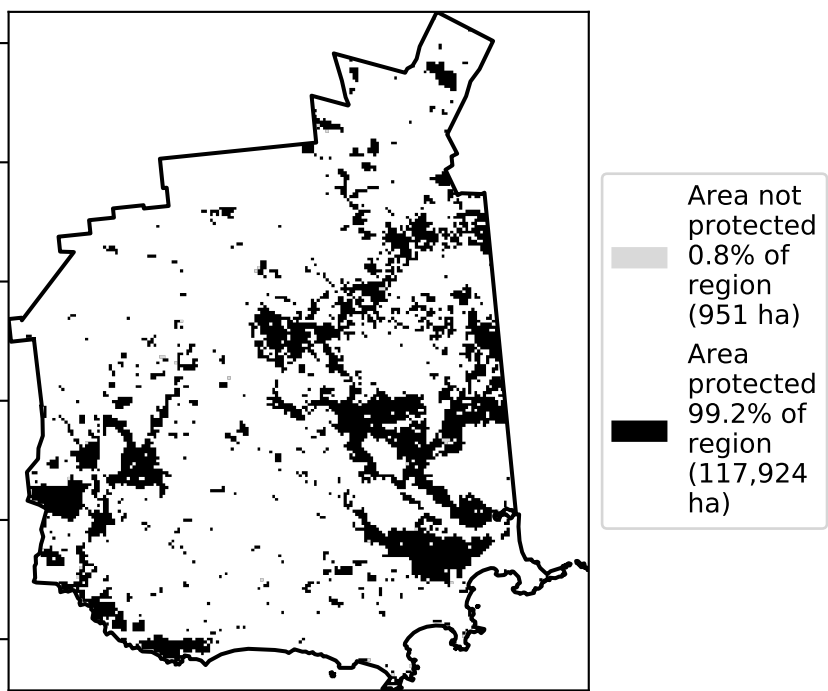 Area not
protected
0.8% of
region
(951 ha)
Area
protected
99.2% of
region
(117,924
ha)